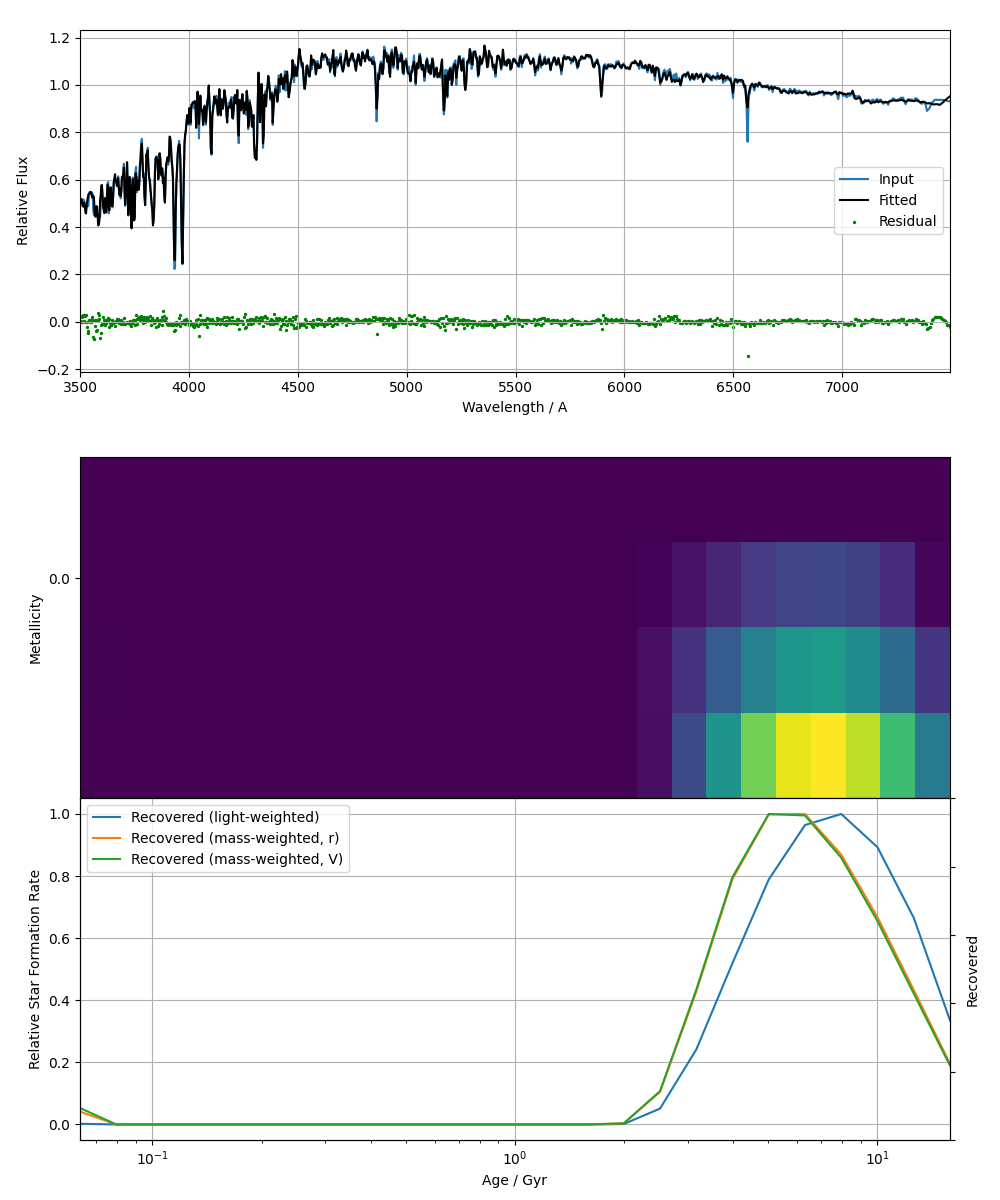 1.2
1.0
0.8
0.6
0.4
0.2
0.0
−0.2
Relative Flux
Input
Fitted
Residual
3500 4000 4500 5000 5500 6000 6500 7000
Wavelength / A
0.0
Metallicity
1.0
0.8
0.6
0.4
0.2
0.0
Relative Star Formation Rate
Recovered (light-weighted)
Recovered (mass-weighted, r)
Recovered (mass-weighted, V)
Recovered
10⁻¹ 10⁰ 10¹
Age / Gyr